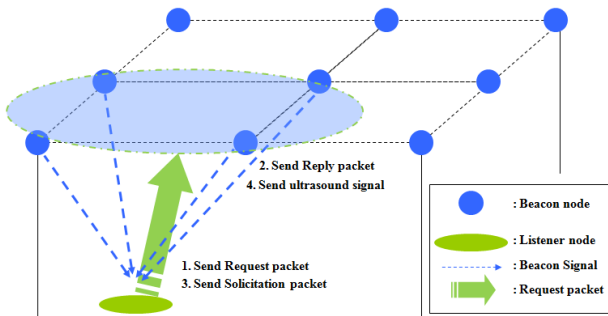 2. Send Reply packet
4. Send ultrasound signal
1. Send Request packet
3. Send Solicitation packet
: Beacon node
: Listener node
: Beacon Signal
: Request packet